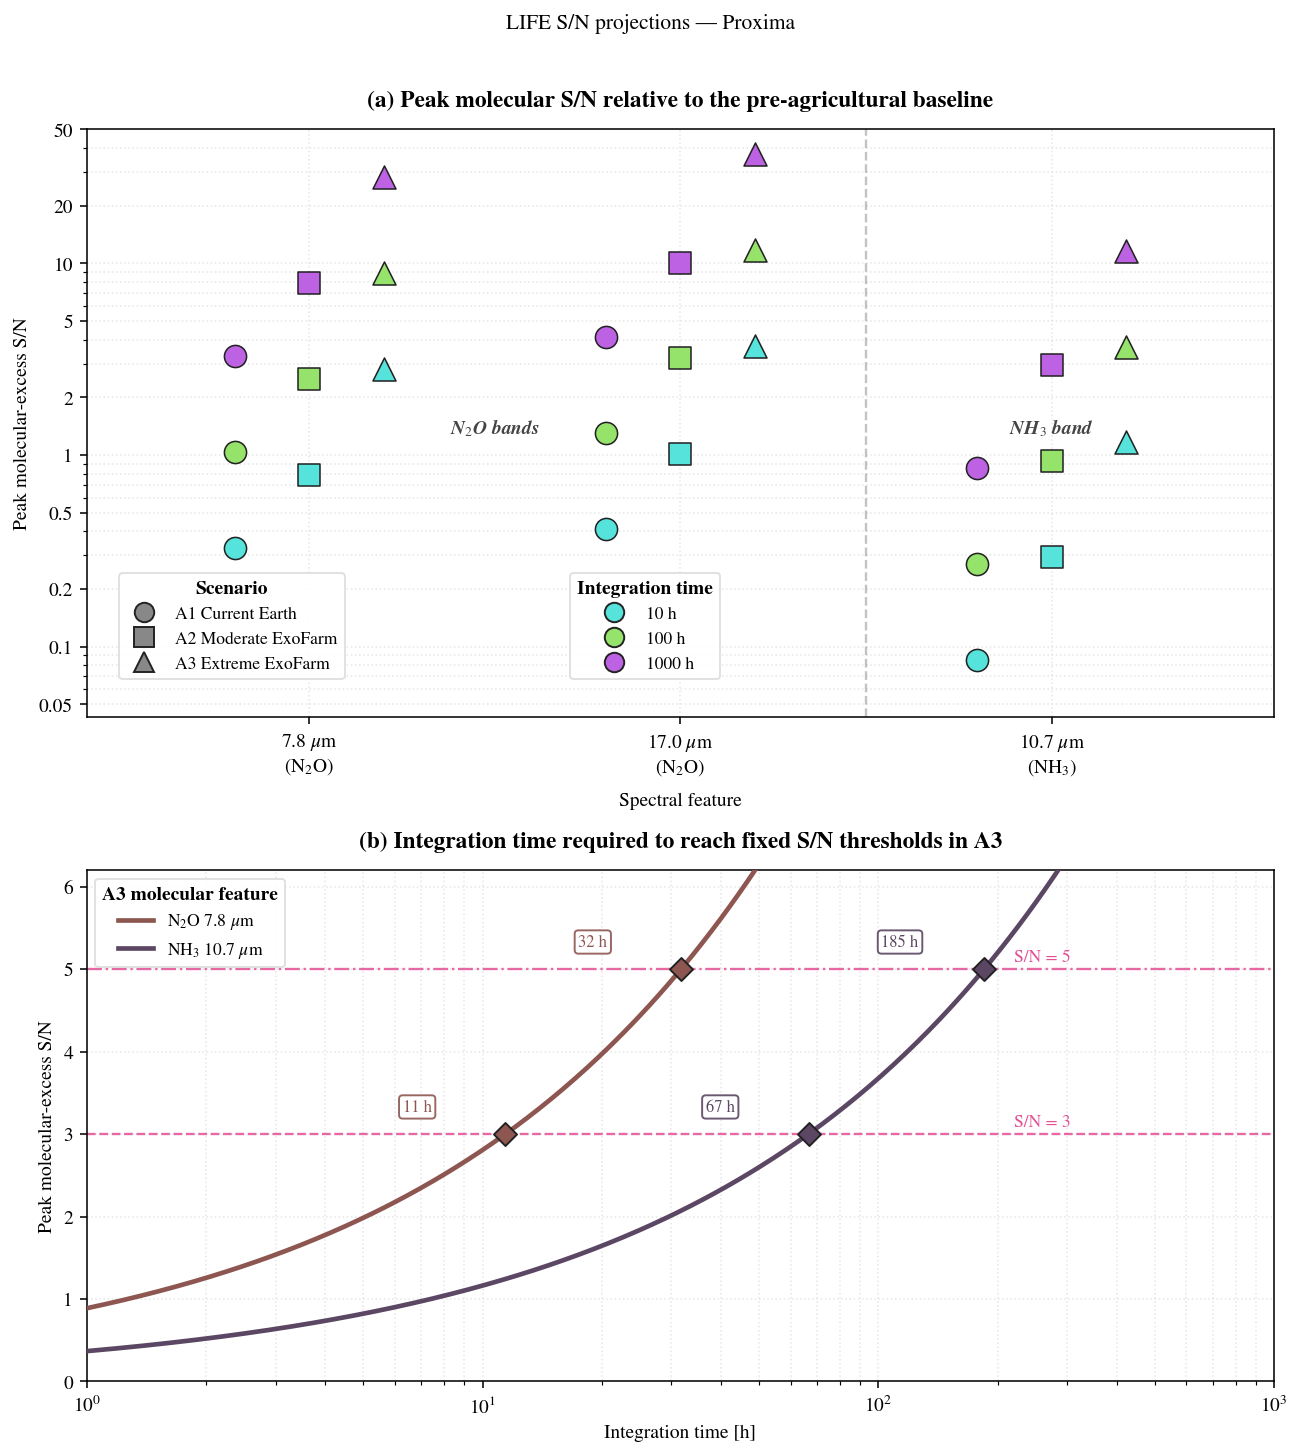 LIFE S/N projections — Proxima
(a) Peak molecular S/N relative to the pre-agricultural baseline
Peak molecular-excess S/N
50
20
10
5
2
1
0.5
0.2
0.1
0.05
N₂O bands
NH₃ band
Scenario
A1 Current Earth
A2 Moderate ExoFarm
A3 Extreme ExoFarm
Integration time
10 h
100 h
1000 h
7.8 µm
(N₂O)
17.0 µm
(N₂O)
10.7 µm
(NH₃)
Spectral feature
(b) Integration time required to reach fixed S/N thresholds in A3
Peak molecular-excess S/N
6
5
4
3
2
1
0
A3 molecular feature
N₂O 7.8 µm
NH₃ 10.7 µm
32 h
185 h
S/N = 5
11 h
67 h
S/N = 3
10⁰
10¹
10²
10³
Integration time [h]